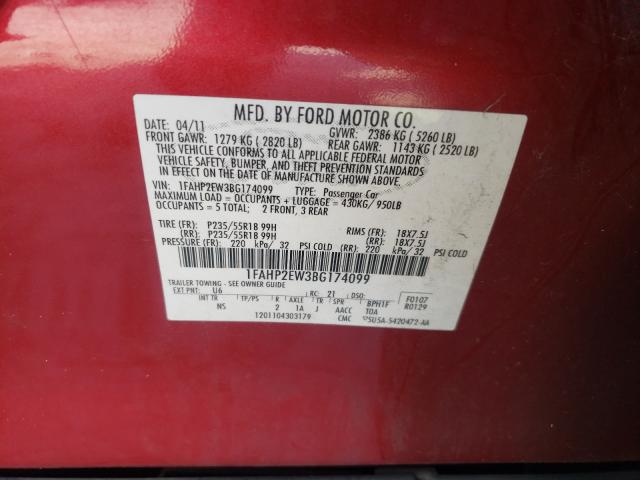 MFD. BY FORD MOTOR CO.
DATE: 04/11 GVWR: 2386 KG ( 5260 LB)
FRONT GAWR: 1279 KG ( 2820 LB) REAR GAWR: 1143 KG ( 2520 LB)
THIS VEHICLE CONFORMS TO ALL APPLICABLE FEDERAL MOTOR
VEHICLE SAFETY, BUMPER, AND THEFT PREVENTION STANDARDS
IN EFFECT ON THE DATE OF MANUFACTURE SHOWN ABOVE.
VIN: 1FAHP2EW3BG174099 TYPE: Passenger Car
MAXIMUM LOAD = OCCUPANTS + LUGGAGE = 430KG/ 950LB
OCCUPANTS = 5 TOTAL; 2 FRONT, 3 REAR
TIRE (FR): P235/55R18 99H RIMS (FR): 18X7.5J
(RR): P235/55R18 99H (RR): 18X7.5J
PRESSURE (FR): 220 kPa/ 32 PSI COLD (RR): 220 kPa/ 32 PSI COLD
1FAHP2EW3BG174099
TRAILER TOWING - SEE OWNER GUIDE
EXT PNT: U6 RC: 21 DSO: F0107
INT TR TP/PS R AXLE TR SPR BPH1F R0129
NS 2 1A J AACC TOA
1201104303179 CMC 5U5A-5420472-AA